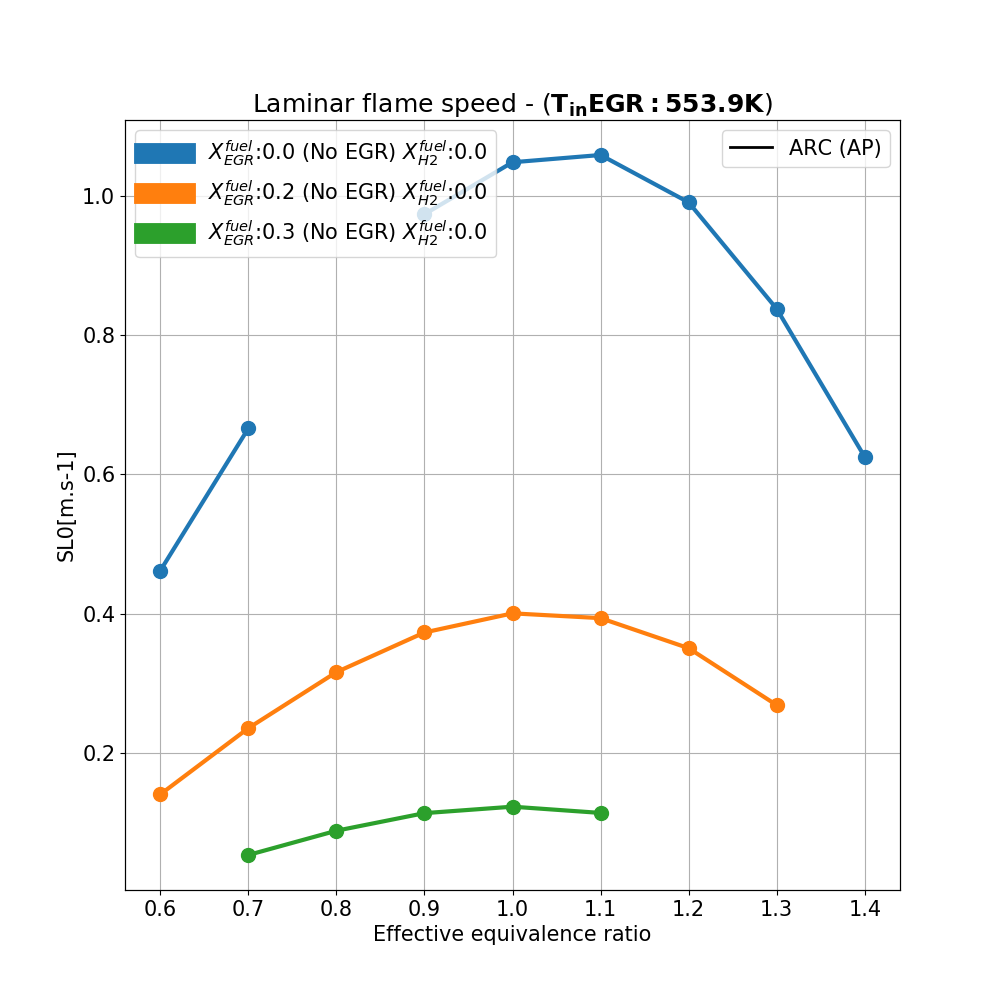 Laminar flame speed - (T_in EGR : 553.9K)
X_EGR^fuel:0.0 (No EGR) X_H2^fuel:0.0
X_EGR^fuel:0.2 (No EGR) X_H2^fuel:0.0
X_EGR^fuel:0.3 (No EGR) X_H2^fuel:0.0
ARC (AP)
SL0[m.s-1]
1.0
0.8
0.6
0.4
0.2
0.6 0.7 0.8 0.9 1.0 1.1 1.2 1.3 1.4
Effective equivalence ratio